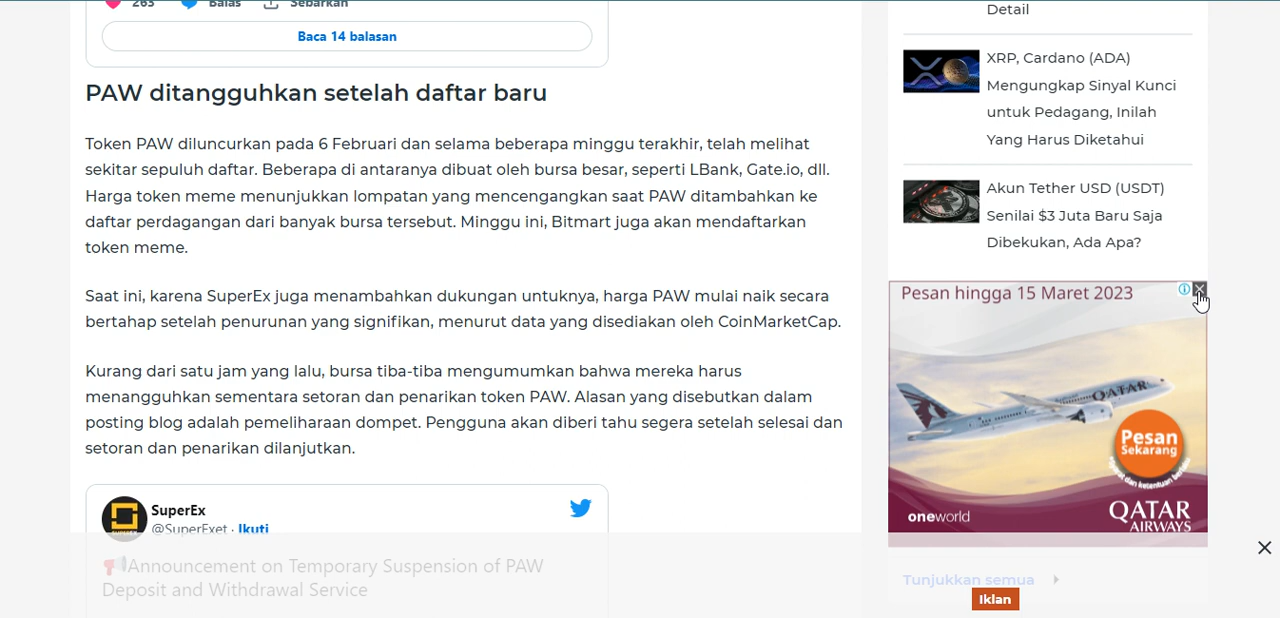 263 Balas Sebarkan
Baca 14 balasan
PAW ditangguhkan setelah daftar baru
Token PAW diluncurkan pada 6 Februari dan selama beberapa minggu terakhir, telah melihat
sekitar sepuluh daftar. Beberapa di antaranya dibuat oleh bursa besar, seperti LBank, Gate.io, dll.
Harga token meme menunjukkan lompatan yang mencengangkan saat PAW ditambahkan ke
daftar perdagangan dari banyak bursa tersebut. Minggu ini, Bitmart juga akan mendaftarkan
token meme.
Saat ini, karena SuperEx juga menambahkan dukungan untuknya, harga PAW mulai naik secara
bertahap setelah penurunan yang signifikan, menurut data yang disediakan oleh CoinMarketCap.
Kurang dari satu jam yang lalu, bursa tiba-tiba mengumumkan bahwa mereka harus
menangguhkan sementara setoran dan penarikan token PAW. Alasan yang disebutkan dalam
posting blog adalah pemeliharaan dompet. Pengguna akan diberi tahu segera setelah selesai dan
setoran dan penarikan dilanjutkan.
SuperEx
@SuperExet · Ikuti
Announcement on Temporary Suspension of PAW
Deposit and Withdrawal Service
Detail
XRP, Cardano (ADA)
Mengungkap Sinyal Kunci
untuk Pedagang, Inilah
Yang Harus Diketahui
Akun Tether USD (USDT)
Senilai $3 Juta Baru Saja
Dibekukan, Ada Apa?
Pesan hingga 15 Maret 2023
QATAR
Pesan
Sekarang
oneworld
QATAR
AIRWAYS
Tunjukkan semua
Iklan